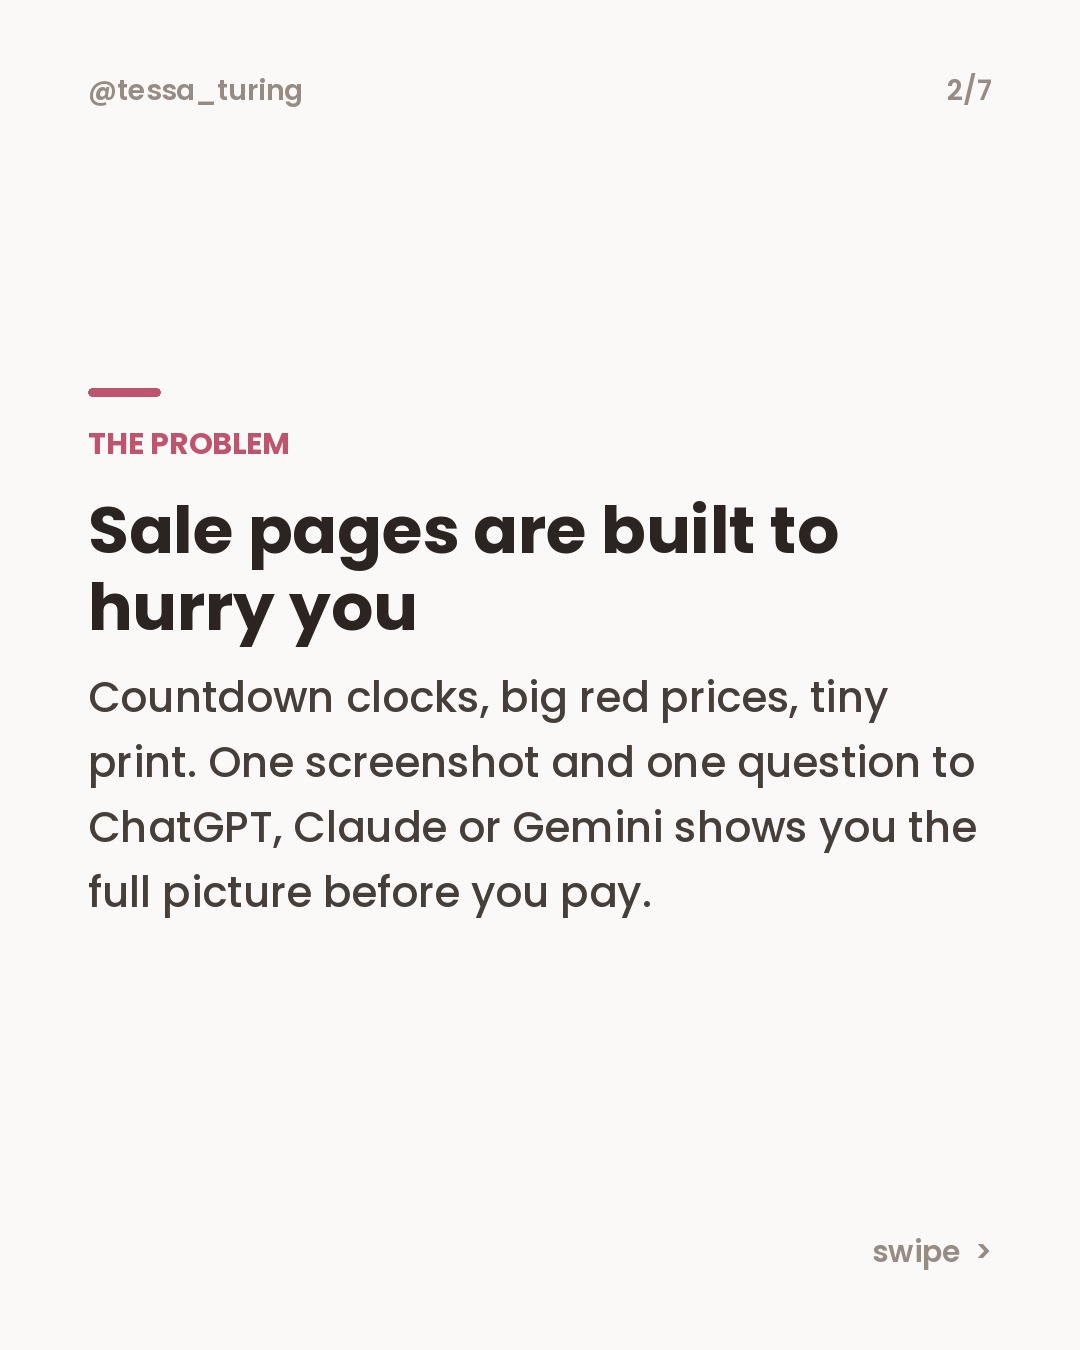 @tessa_turing
2/7
THE PROBLEM
Sale pages are built to
hurry you
Countdown clocks, big red prices, tiny
print. One screenshot and one question to
ChatGPT, Claude or Gemini shows you the
full picture before you pay.
swipe >